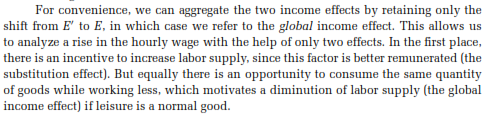 For convenience, we can aggregate the two income effects by retaining only the
shift from E′ to E, in which case we refer to the global income effect. This allows us
to analyze a rise in the hourly wage with the help of only two effects. In the first place,
there is an incentive to increase labor supply, since this factor is better remunerated (the
substitution effect). But equally there is an opportunity to consume the same quantity
of goods while working less, which motivates a diminution of labor supply (the global
income effect) if leisure is a normal good.